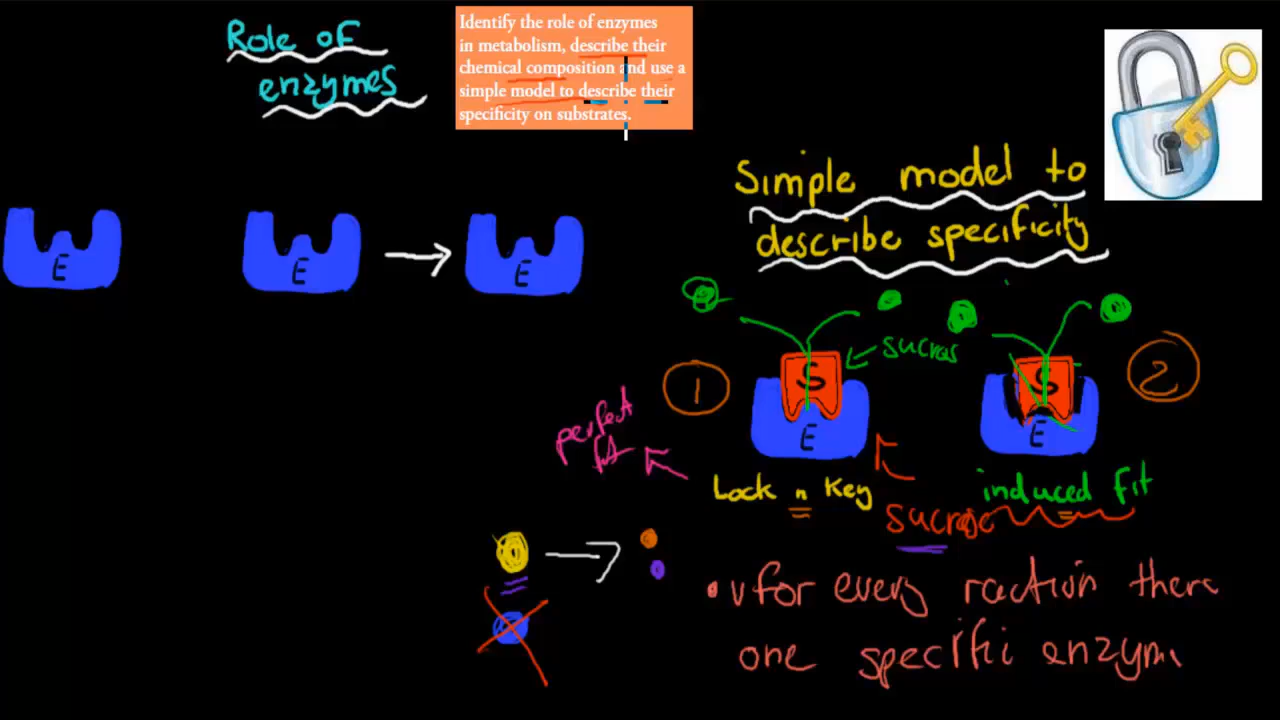 Role of
enzymes
Identify the role of enzymes
in metabolism, describe their
chemical composition and use a
simple model to describe their
specificity on substrates.
Simple model to
describe specificity
E
E
E
sucras
1
S
E
S
E
2
perfect
fit
Lock n Key
induced fit
sucrase
for every raction there
one specific enzym